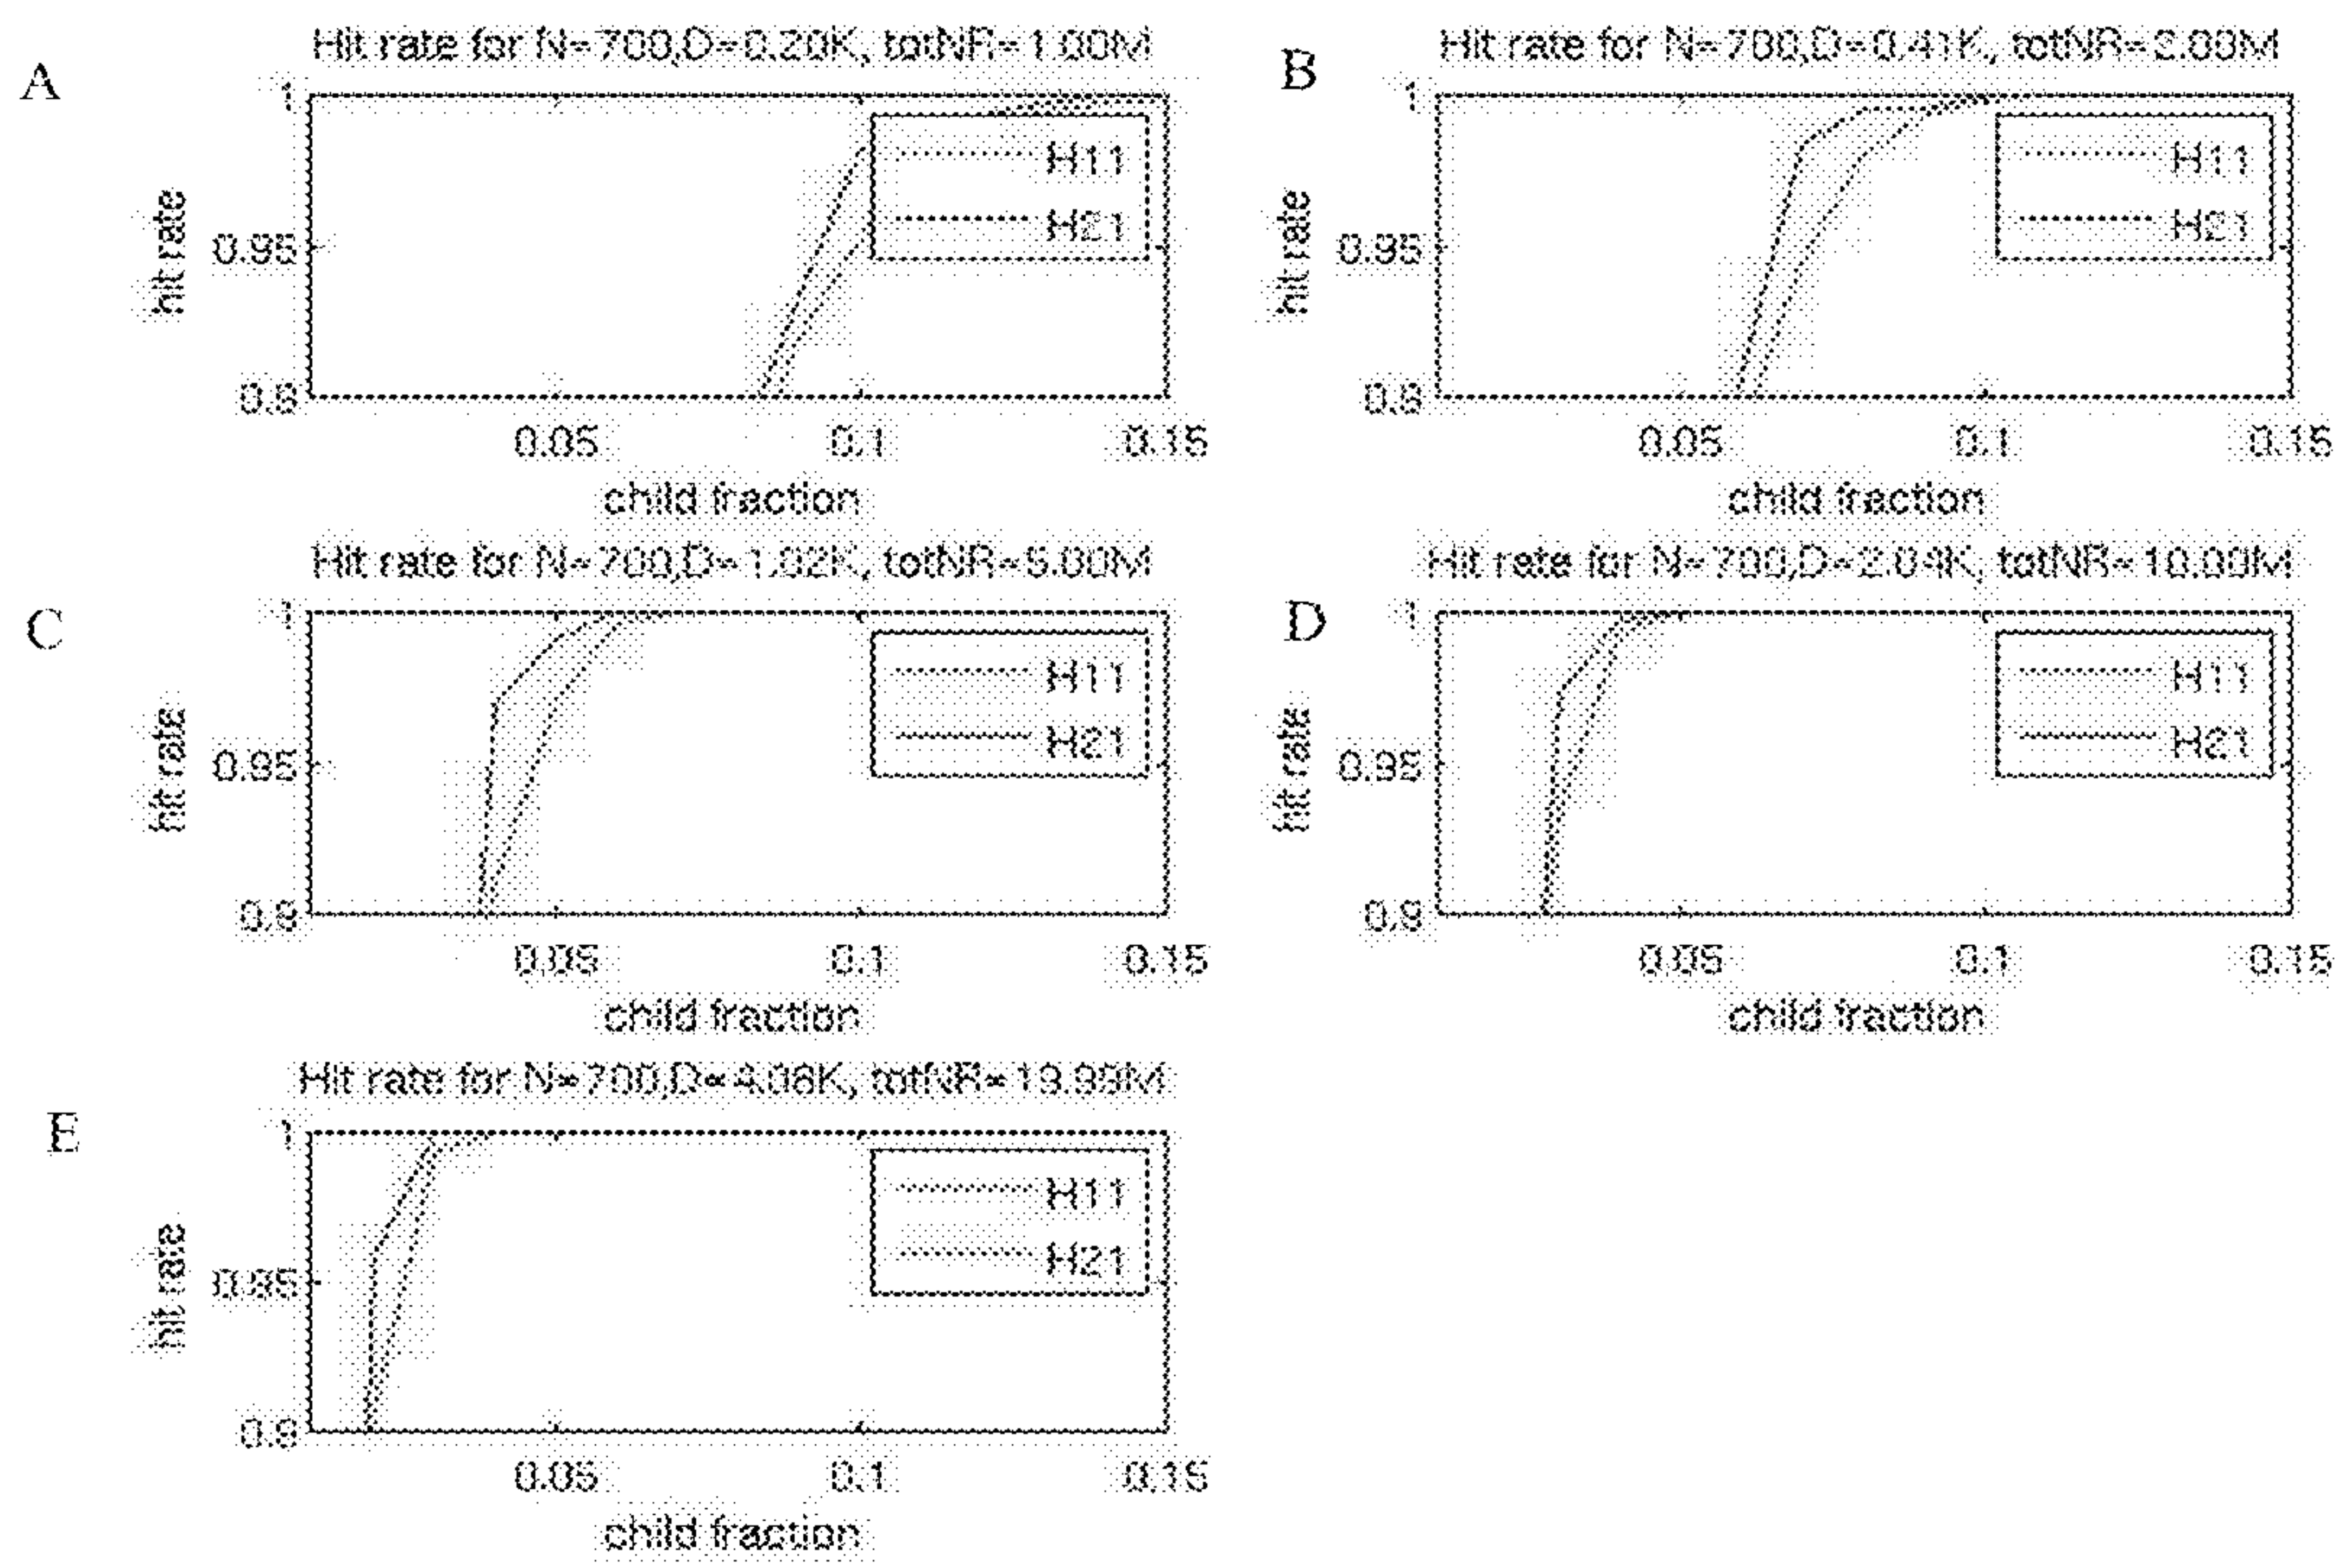 A
Hit rate for N=700,D=0.20K, totNR=1.00M
1
0.95
0.9
hit rate
H11
H21
0.05 0.1 0.15
child fraction
B
Hit rate for N=700,D=0.41K, totNR=2.00M
1
0.95
0.9
hit rate
H11
H21
0.05 0.1 0.15
child fraction
C
Hit rate for N=700,D=1.02K, totNR=5.00M
1
0.95
0.9
hit rate
H11
H21
0.05 0.1 0.15
child fraction
D
Hit rate for N=700,D=2.04K, totNR=10.00M
1
0.95
0.9
hit rate
H11
H21
0.05 0.1 0.15
child fraction
E
Hit rate for N=700,D=4.08K, totNR=19.99M
1
0.95
0.9
hit rate
H11
H21
0.05 0.1 0.15
child fraction